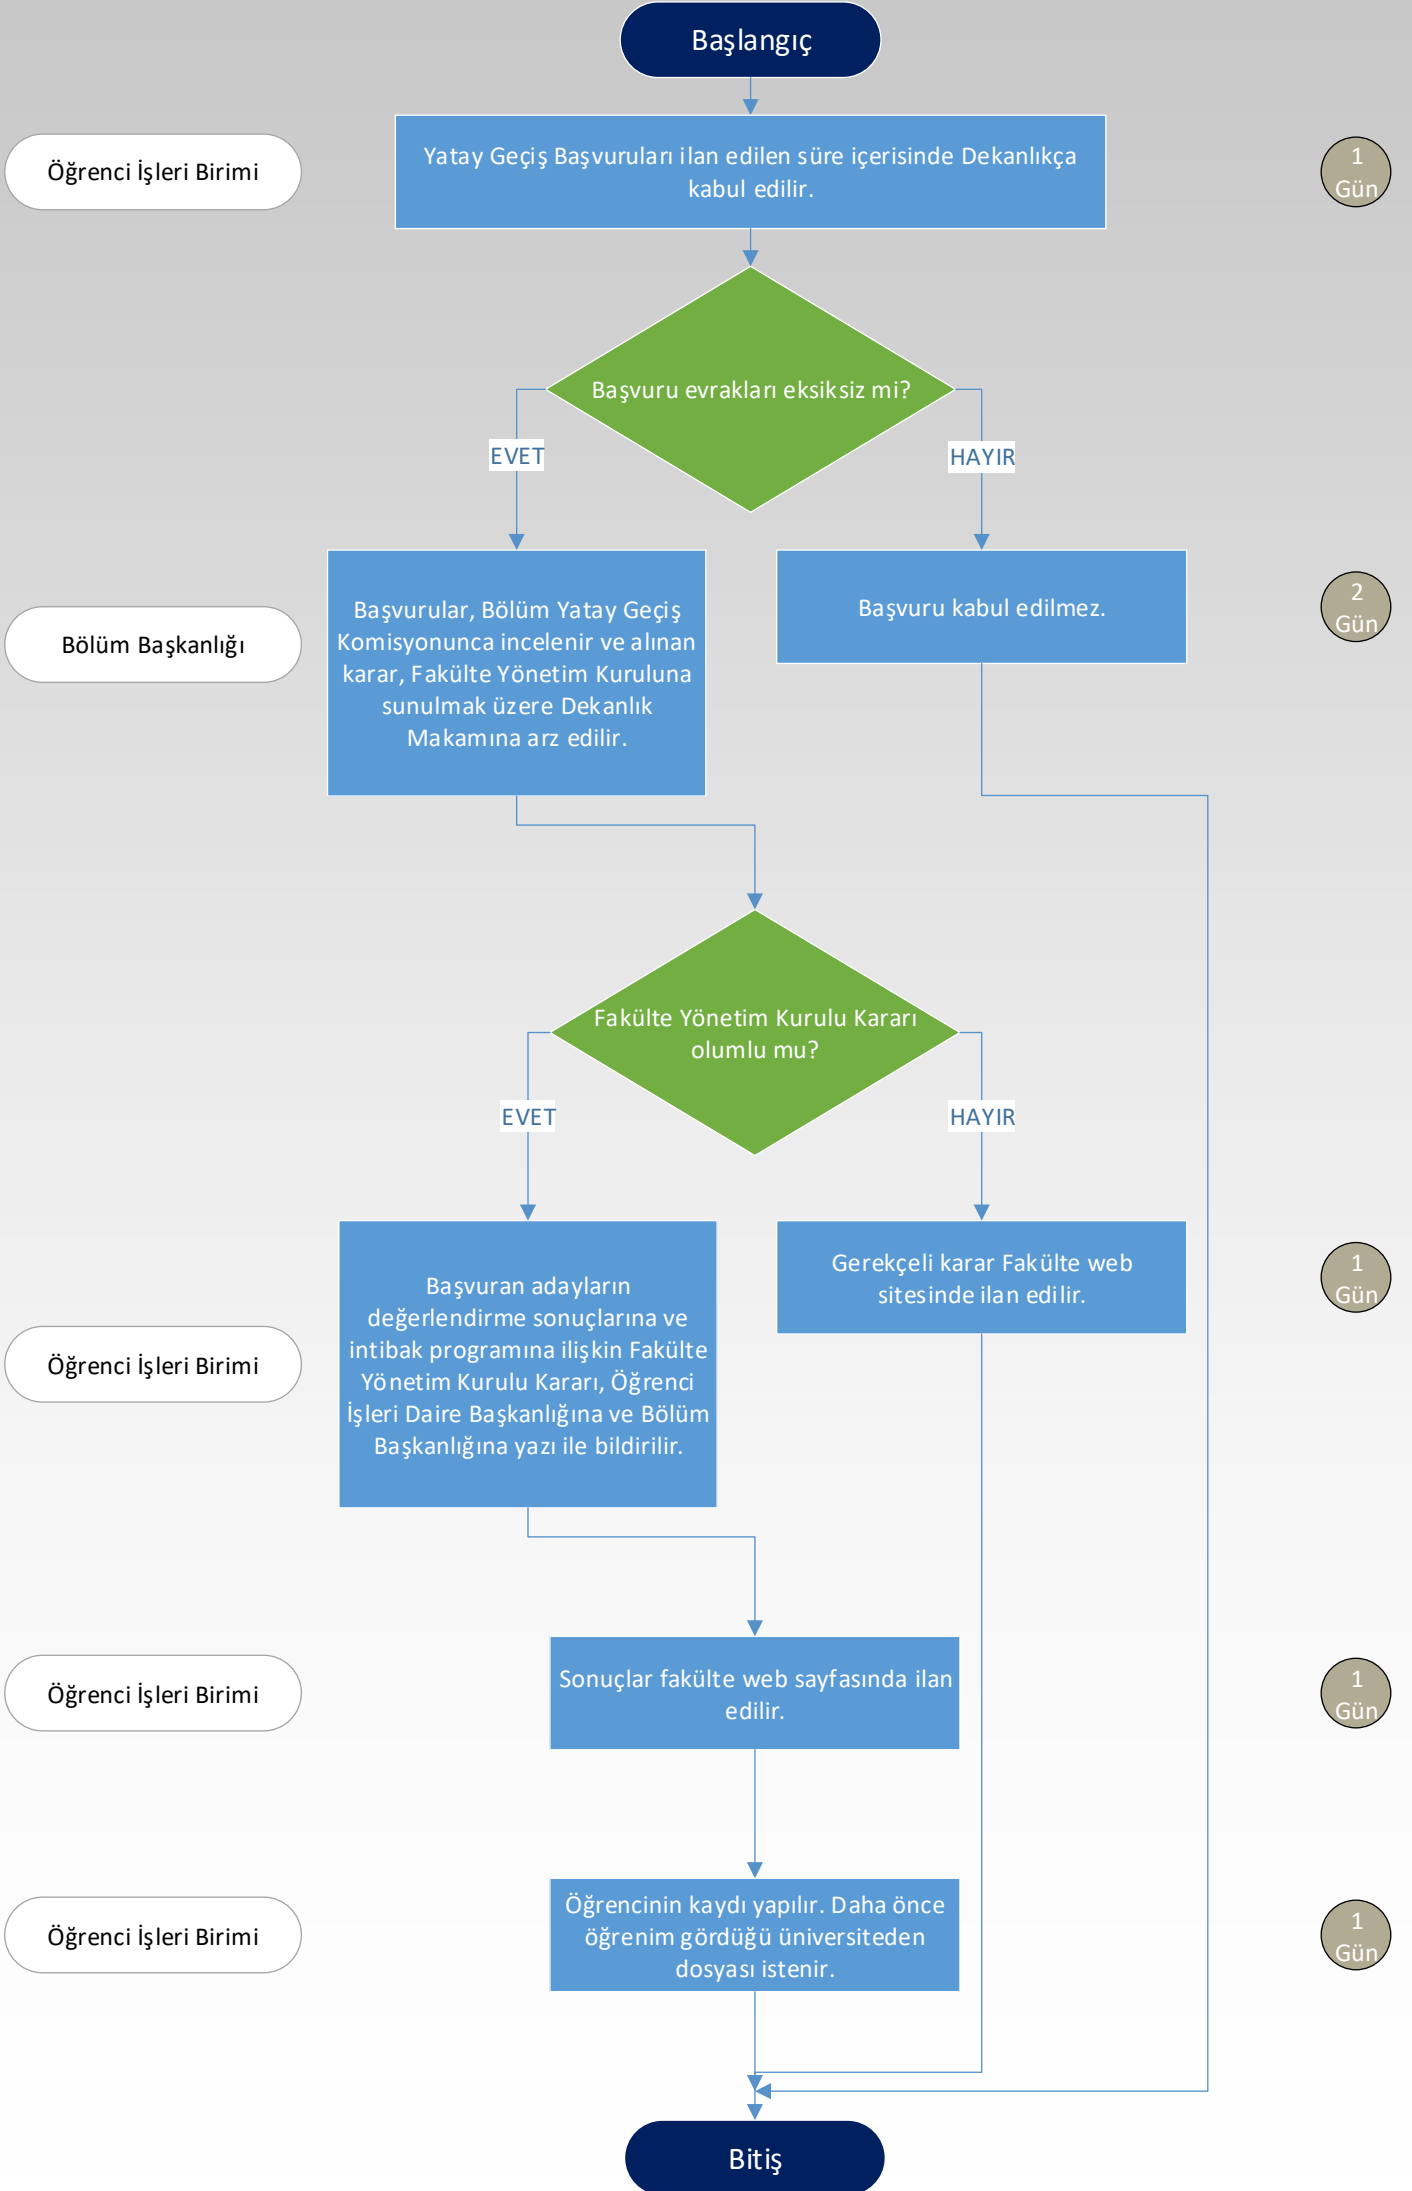 Başlangıç
Öğrenci İşleri Birimi
Yatay Geçiş Başvuruları ilan edilen süre içerisinde Dekanlıkça
kabul edilir.
1
Gün
Başvuru evrakları eksiksiz mi?
EVET
HAYIR
Bölüm Başkanlığı
Başvurular, Bölüm Yatay Geçiş
Komisyonunca incelenir ve alınan
karar, Fakülte Yönetim Kuruluna
sunulmak üzere Dekanlık
Makamına arz edilir.
Başvuru kabul edilmez.
2
Gün
Fakülte Yönetim Kurulu Kararı
olumlu mu?
EVET
HAYIR
Öğrenci İşleri Birimi
Başvuran adayların
değerlendirme sonuçlarına ve
intibak programına ilişkin Fakülte
Yönetim Kurulu Kararı, Öğrenci
İşleri Daire Başkanlığına ve Bölüm
Başkanlığına yazı ile bildirilir.
Gerekçeli karar Fakülte web
sitesinde ilan edilir.
1
Gün
Öğrenci İşleri Birimi
Sonuçlar fakülte web sayfasında ilan
edilir.
1
Gün
Öğrenci İşleri Birimi
Öğrencinin kaydı yapılır. Daha önce
öğrenim gördüğü üniversiteden
dosyası istenir.
1
Gün
Bitiş